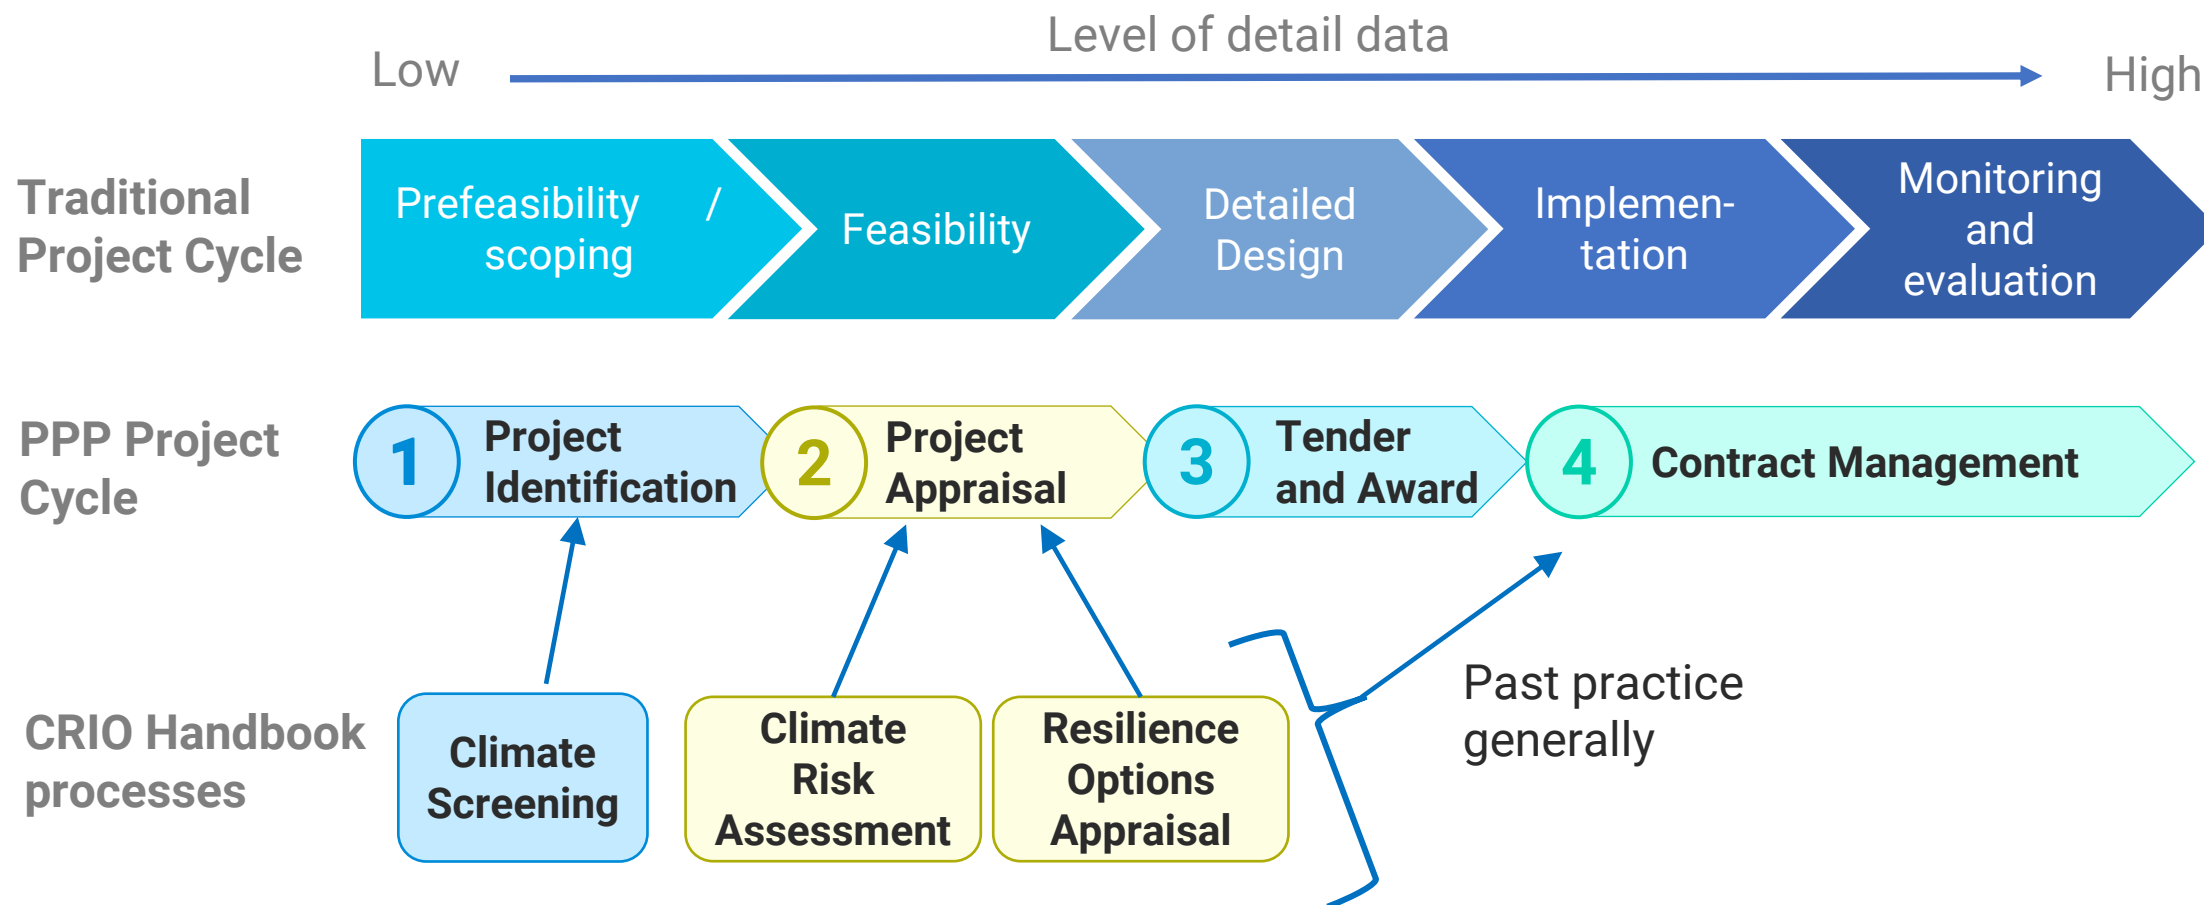 Level of detail data
Low
High
Traditional
Project Cycle
Prefeasibility /
scoping
Feasibility
Detailed
Design
Implemen-
tation
Monitoring
and
evaluation
PPP Project
Cycle
1
Project
Identification
2
Project
Appraisal
3
Tender
and Award
4
Contract Management
CRIO Handbook
processes
Climate
Screening
Climate
Risk
Assessment
Resilience
Options
Appraisal
Past practice
generally